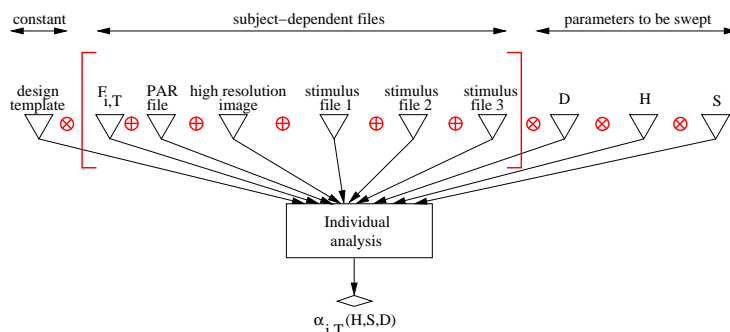 constant
subject−dependent files
parameters to be swept
design
template
F i,T
PAR
file
high resolution
image
stimulus
file 1
stimulus
file 2
stimulus
file 3
D
H
S
Individual
analysis
α i,T (H,S,D)